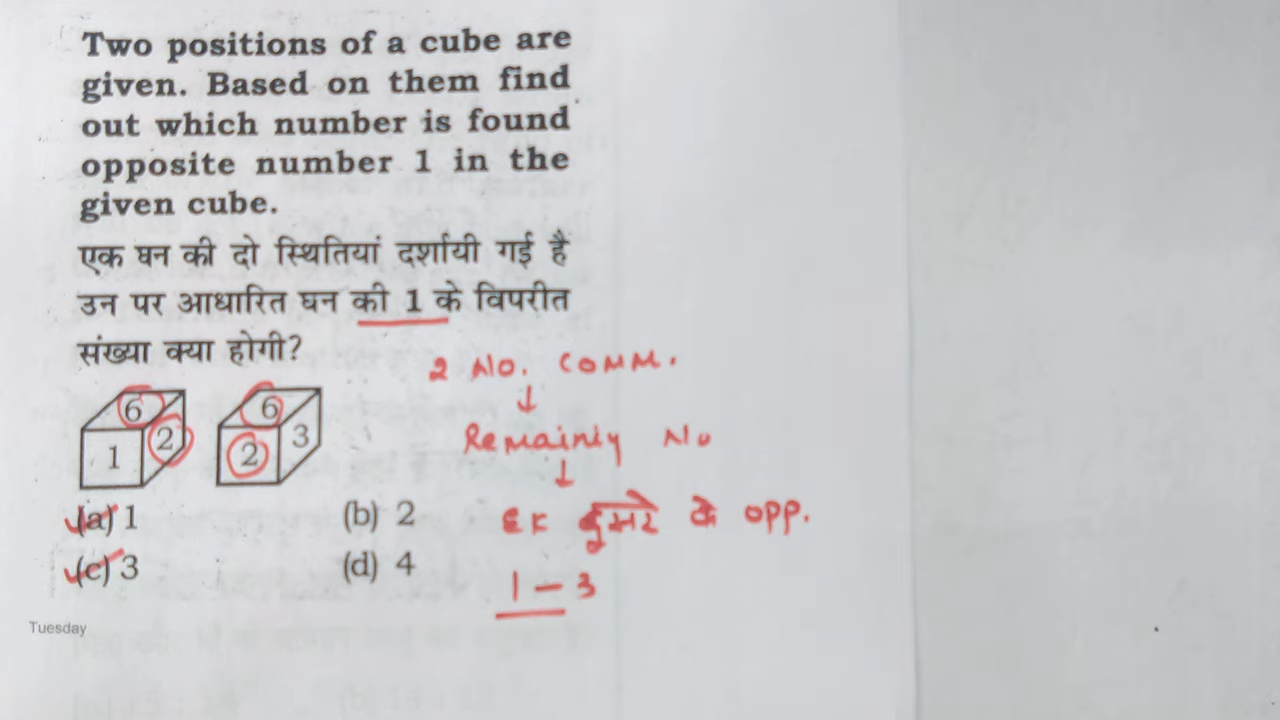 Two positions of a cube are
given. Based on them find
out which number is found
opposite number 1 in the
given cube.
एक घन की दो स्थितियां दर्शायी गई है
उन पर आधारित घन की 1 के विपरीत
संख्या क्या होगी?
2 No. COMM.
↓
Remainly No
↓
एक दुसरे के opp.
1 – 3
6
1 2
6
2 3
(a) 1 (b) 2
(c) 3 (d) 4
Tuesday